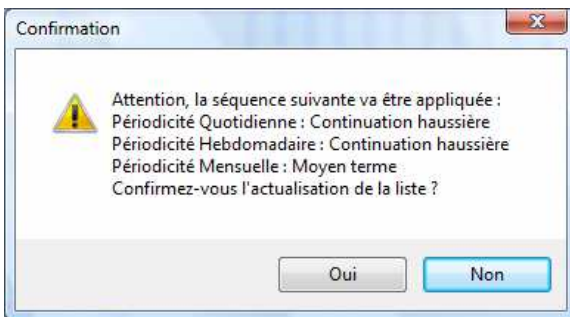 Confirmation
Attention, la séquence suivante va être appliquée :
Périodicité Quotidienne : Continuation haussière
Périodicité Hebdomadaire : Continuation haussière
Périodicité Mensuelle : Moyen terme
Confirmez-vous l'actualisation de la liste ?
Oui
Non